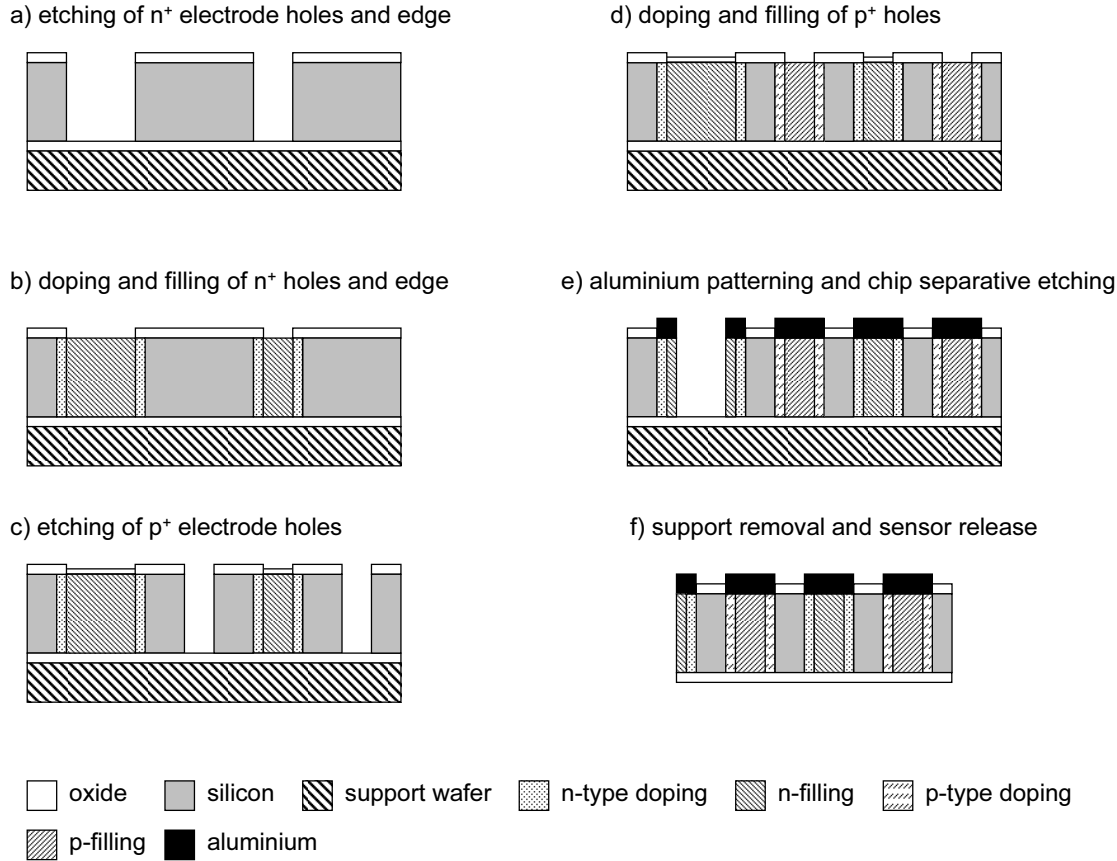 a) etching of n⁺ electrode holes and edge
d) doping and filling of p⁺ holes
b) doping and filling of n⁺ holes and edge
e) aluminium patterning and chip separative etching
c) etching of p⁺ electrode holes
f) support removal and sensor release
oxide silicon support wafer n-type doping n-filling p-type doping
p-filling aluminium